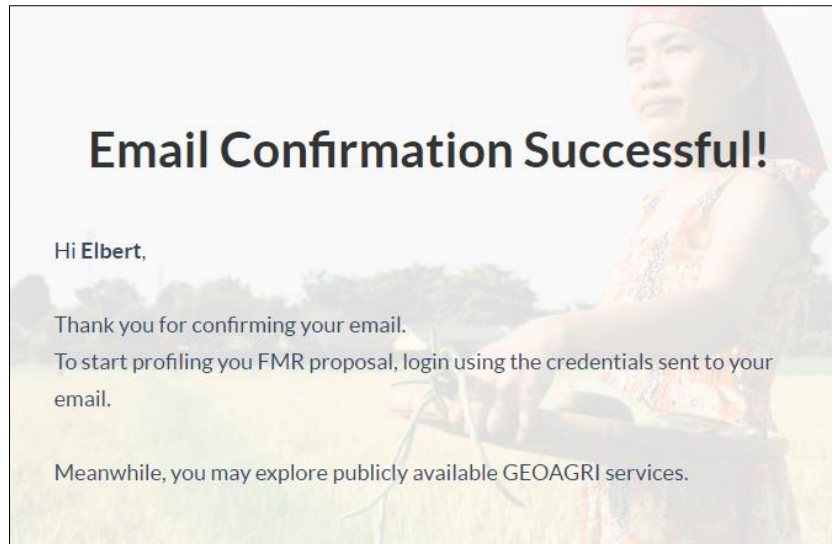 Email Confirmation Successful!
Hi Elbert,
Thank you for confirming your email.
To start profiling you FMR proposal, login using the credentials sent to your
email.
Meanwhile, you may explore publicly available GEOAGRI services.